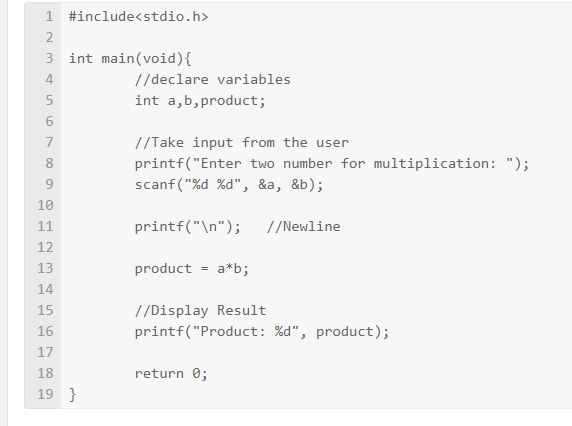 1 #include<stdio.h>
2
3 int main(void){
4 //declare variables
5 int a,b,product;
6
7 //Take input from the user
8 printf("Enter two number for multiplication: ");
9 scanf("%d %d", &a, &b);
10
11 printf("\n"); //Newline
12
13 product = a*b;
14
15 //Display Result
16 printf("Product: %d", product);
17
18 return 0;
19 }